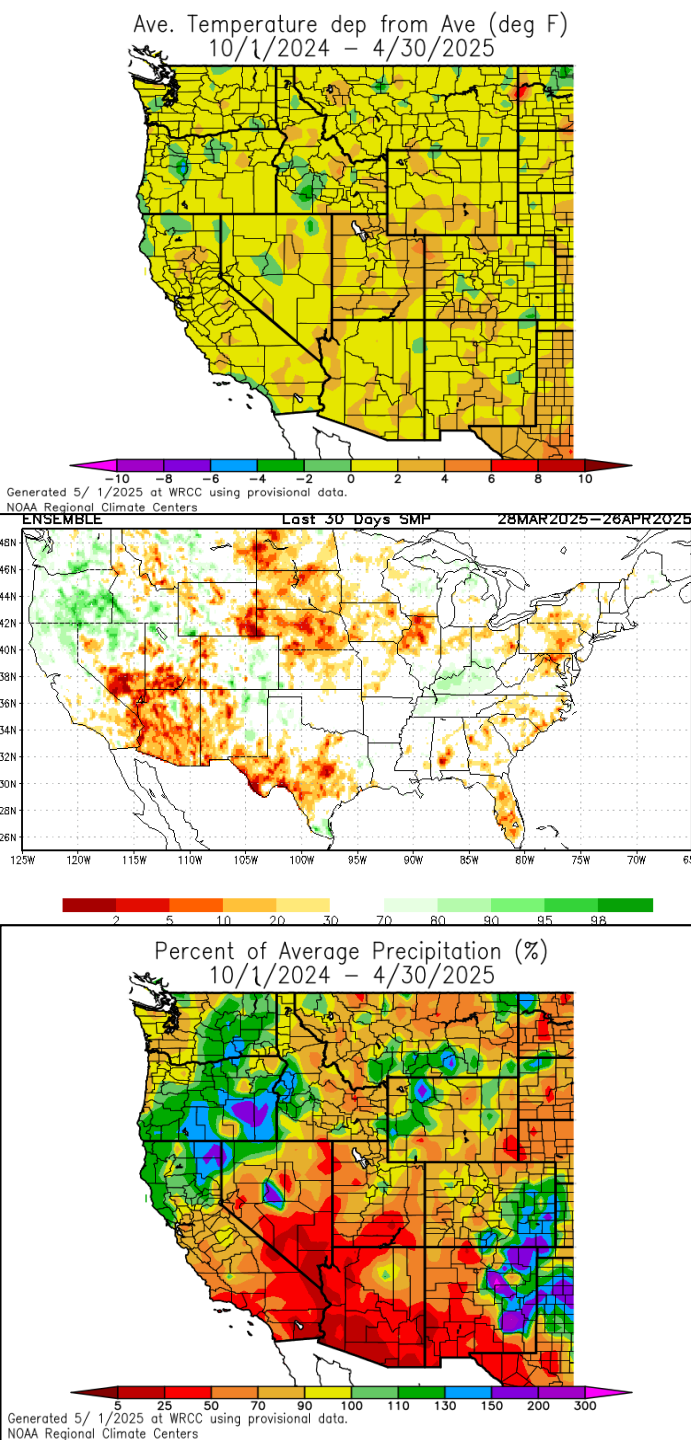 Ave. Temperature dep from Ave (deg F)
10/1/2024 – 4/30/2025
-10 -8 -6 -4 -2 0 2 4 6 8 10
Generated 5/ 1/2025 at WRCC using provisional data.
NOAA Regional Climate Centers
ENSEMBLE Last 30 Days SMP 28MAR2025–26APR2025
48N
46N
44N
42N
40N
38N
36N
34N
32N
30N
28N
26N
125W 120W 115W 110W 105W 100W 95W 90W 85W 80W 75W 70W 65W
2 5 10 20 30 70 80 90 95 98
Percent of Average Precipitation (%)
10/1/2024 – 4/30/2025
5 25 50 70 90 100 110 130 150 200 300
Generated 5/ 1/2025 at WRCC using provisional data.
NOAA Regional Climate Centers